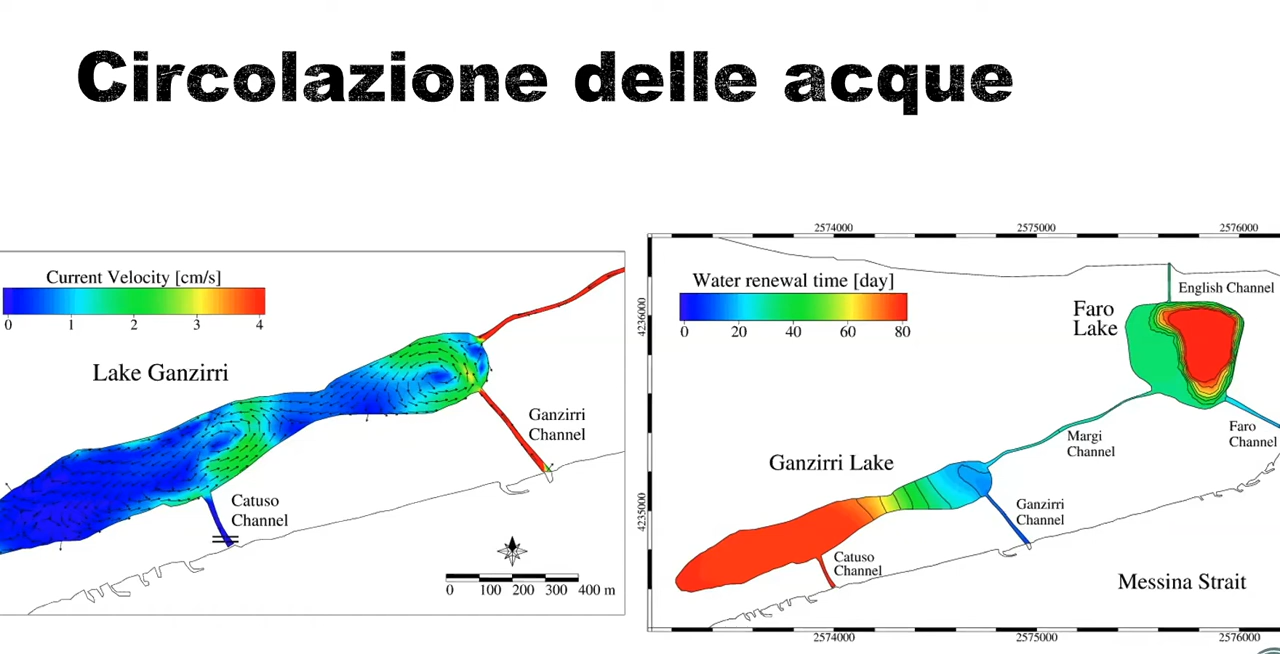 Circolazione delle acque
Current Velocity [cm/s]
0 1 2 3 4
Lake Ganzirri
Ganzirri
Channel
Catuso
Channel
0 100 200 300 400 m
2574000 2575000 2576000
4236000
4235000
Water renewal time [day]
0 20 40 60 80
English Channel
Faro
Lake
Faro
Channel
Margi
Channel
Ganzirri Lake
Ganzirri
Channel
Catuso
Channel
Messina Strait
2574000 2575000 2576000